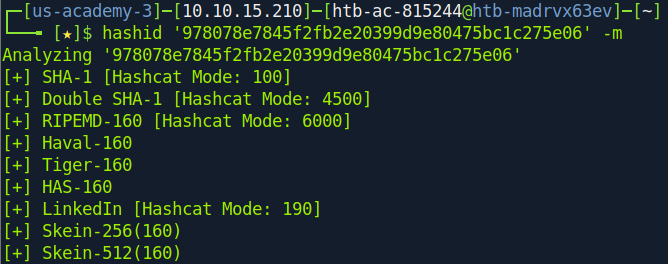 [us-academy-3]─[10.10.15.210]─[htb-ac-815244@htb-madrvx63ev]─[~]
[★]$ hashid '978078e7845f2fb2e20399d9e80475bc1c275e06' -m
Analyzing '978078e7845f2fb2e20399d9e80475bc1c275e06'
[+] SHA-1 [Hashcat Mode: 100]
[+] Double SHA-1 [Hashcat Mode: 4500]
[+] RIPEMD-160 [Hashcat Mode: 6000]
[+] Haval-160
[+] Tiger-160
[+] HAS-160
[+] LinkedIn [Hashcat Mode: 190]
[+] Skein-256(160)
[+] Skein-512(160)